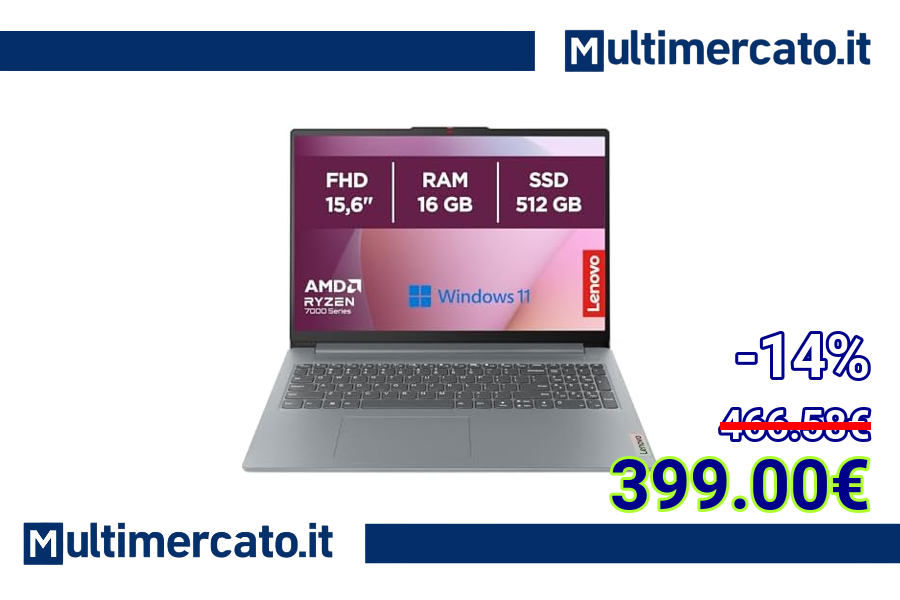 Multimercato.it
FHD
15,6"
RAM
16 GB
SSD
512 GB
AMD
RYZEN
7000 Series
Windows 11
Lenovo
-14%
466.58€
Lenovo
399.00€
Multimercato.it